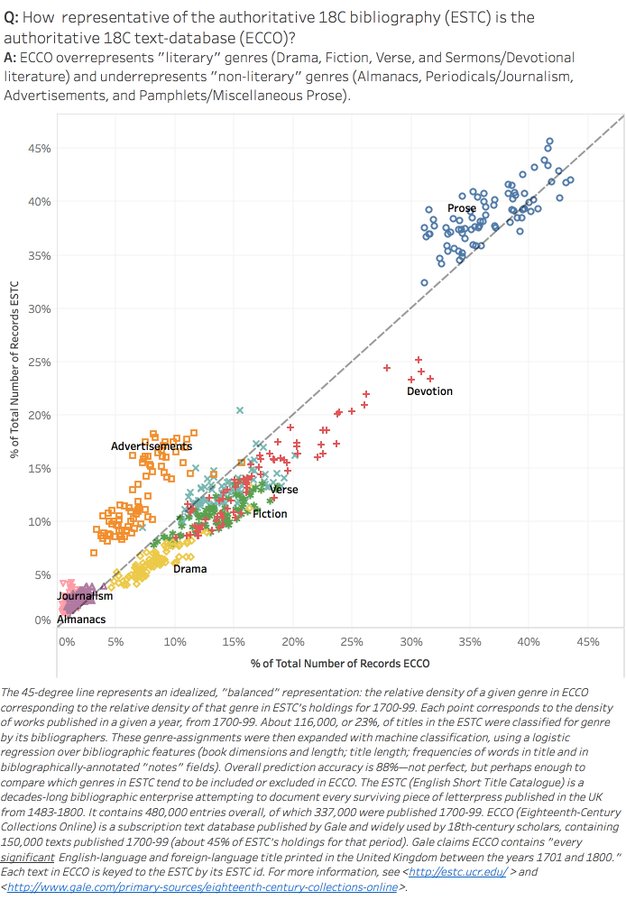 Q: How representative of the authoritative 18C bibliography (ESTC) is the
authoritative 18C text-database (ECCO)?
A: ECCO overrepresents "literary" genres (Drama, Fiction, Verse, and Sermons/Devotional
literature) and underrepresents "non-literary" genres (Almanacs, Periodicals/Journalism,
Advertisements, and Pamphlets/Miscellaneous Prose).
45%
40%
35%
30%
25%
20%
15%
10%
5%
0%
% of Total Number of Records ESTC
Prose
Devotion
Advertisements
Verse
Fiction
Drama
Journalism
Almanacs
0%
5%
10%
15%
20%
25%
30%
35%
40%
45%
% of Total Number of Records ECCO
The 45-degree line represents an idealized, "balanced" representation: the relative density of a given genre in ECCO
corresponding to the relative density of that genre in ESTC's holdings for 1700-99. Each point corresponds to the density
of works published in a given a year, from 1700-99. About 116,000, or 23%, of titles in the ESTC were classified for genre
by its bibliographers. These genre-assignments were then expanded with machine classification, using a logistic
regression over bibliographic features (book dimensions and length; title length; frequencies of words in title and in
biblographically-annotated "notes" fields). Overall prediction accuracy is 88%—not perfect, but perhaps enough to
compare which genres in ESTC tend to be included or excluded in ECCO. The ESTC (English Short Title Catalogue) is a
decades-long bibliographic enterprise attempting to document every surviving piece of letterpress published in the UK
from 1483-1800. It contains 480,000 entries overall, of which 337,000 were published 1700-99. ECCO (Eighteenth-Century
Collections Online) is a subscription text database published by Gale and widely used by 18th-century scholars, containing
150,000 texts published 1700-99 (about 45% of ESTC's holdings for that period). Gale claims ECCO contains "every
significant English-language and foreign-language title printed in the United Kingdom between the years 1701 and 1800."
Each text in ECCO is keyed to the ESTC by its ESTC id. For more information, see <http://estc.ucr.edu/ > and
<http://www.gale.com/primary-sources/eighteenth-century-collections-online>.